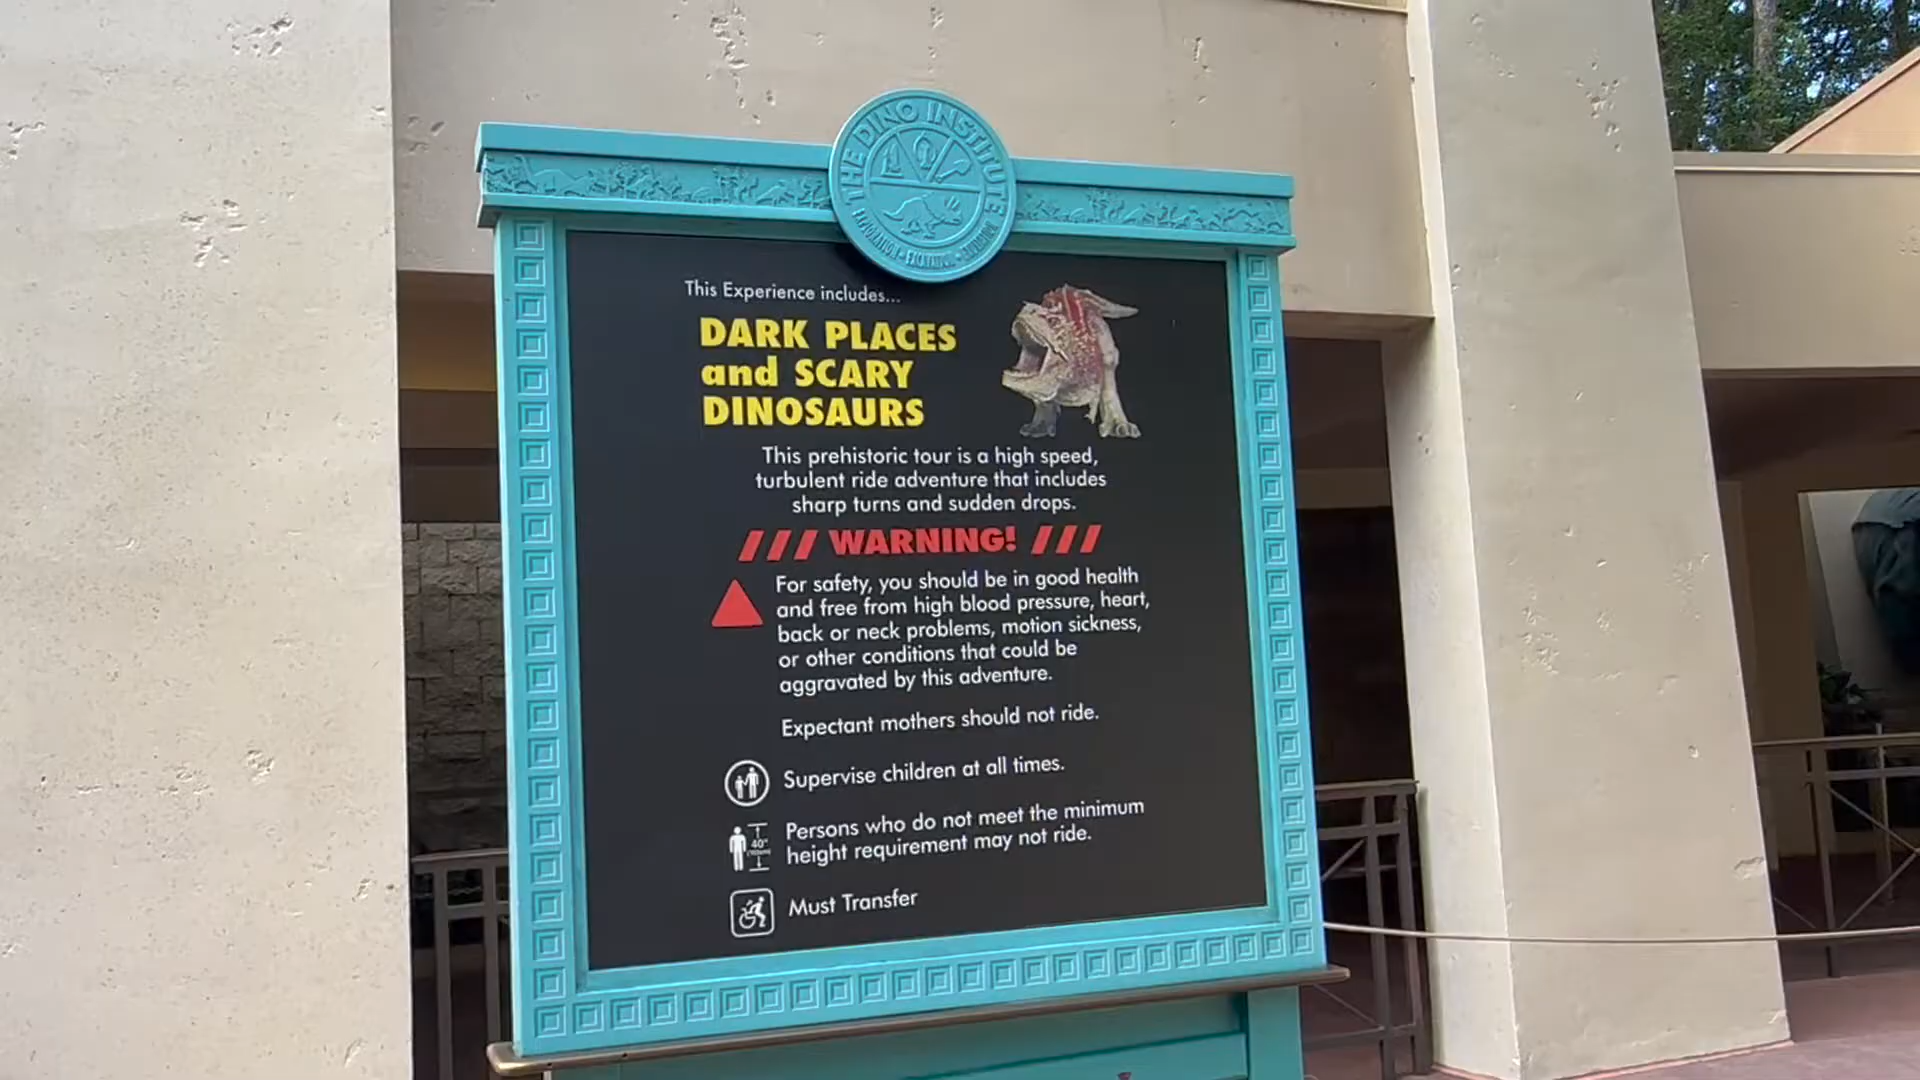 THE DINO INSTITUTE
EXPLORATION • EXCAVATION •
This Experience includes...
DARK PLACES
and SCARY
DINOSAURS
This prehistoric tour is a high speed,
turbulent ride adventure that includes
sharp turns and sudden drops.
WARNING!
For safety, you should be in good health
and free from high blood pressure, heart,
back or neck problems, motion sickness,
or other conditions that could be
aggravated by this adventure.
Expectant mothers should not ride.
Supervise children at all times.
40"
Persons who do not meet the minimum
height requirement may not ride.
Must Transfer